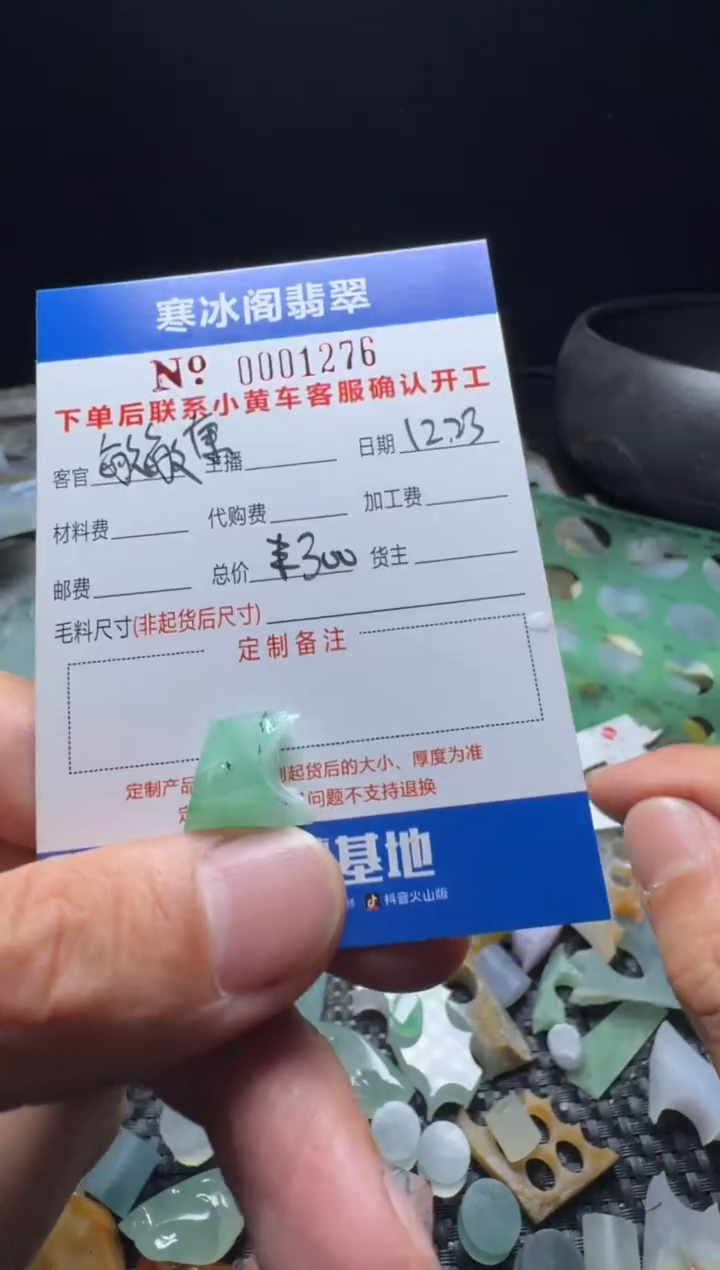 寒冰阁翡翠
No 0001276
下单后联系小黄车客服确认开工
客官 敏敏 主播 日期 12.23
材料费 代购费 加工费
邮费 总价 ¥300 货主
毛料尺寸(非起货后尺寸)
定制备注
定制产品 起货后的大小、厚度为准
问题不支持退换
基地
抖音火山版